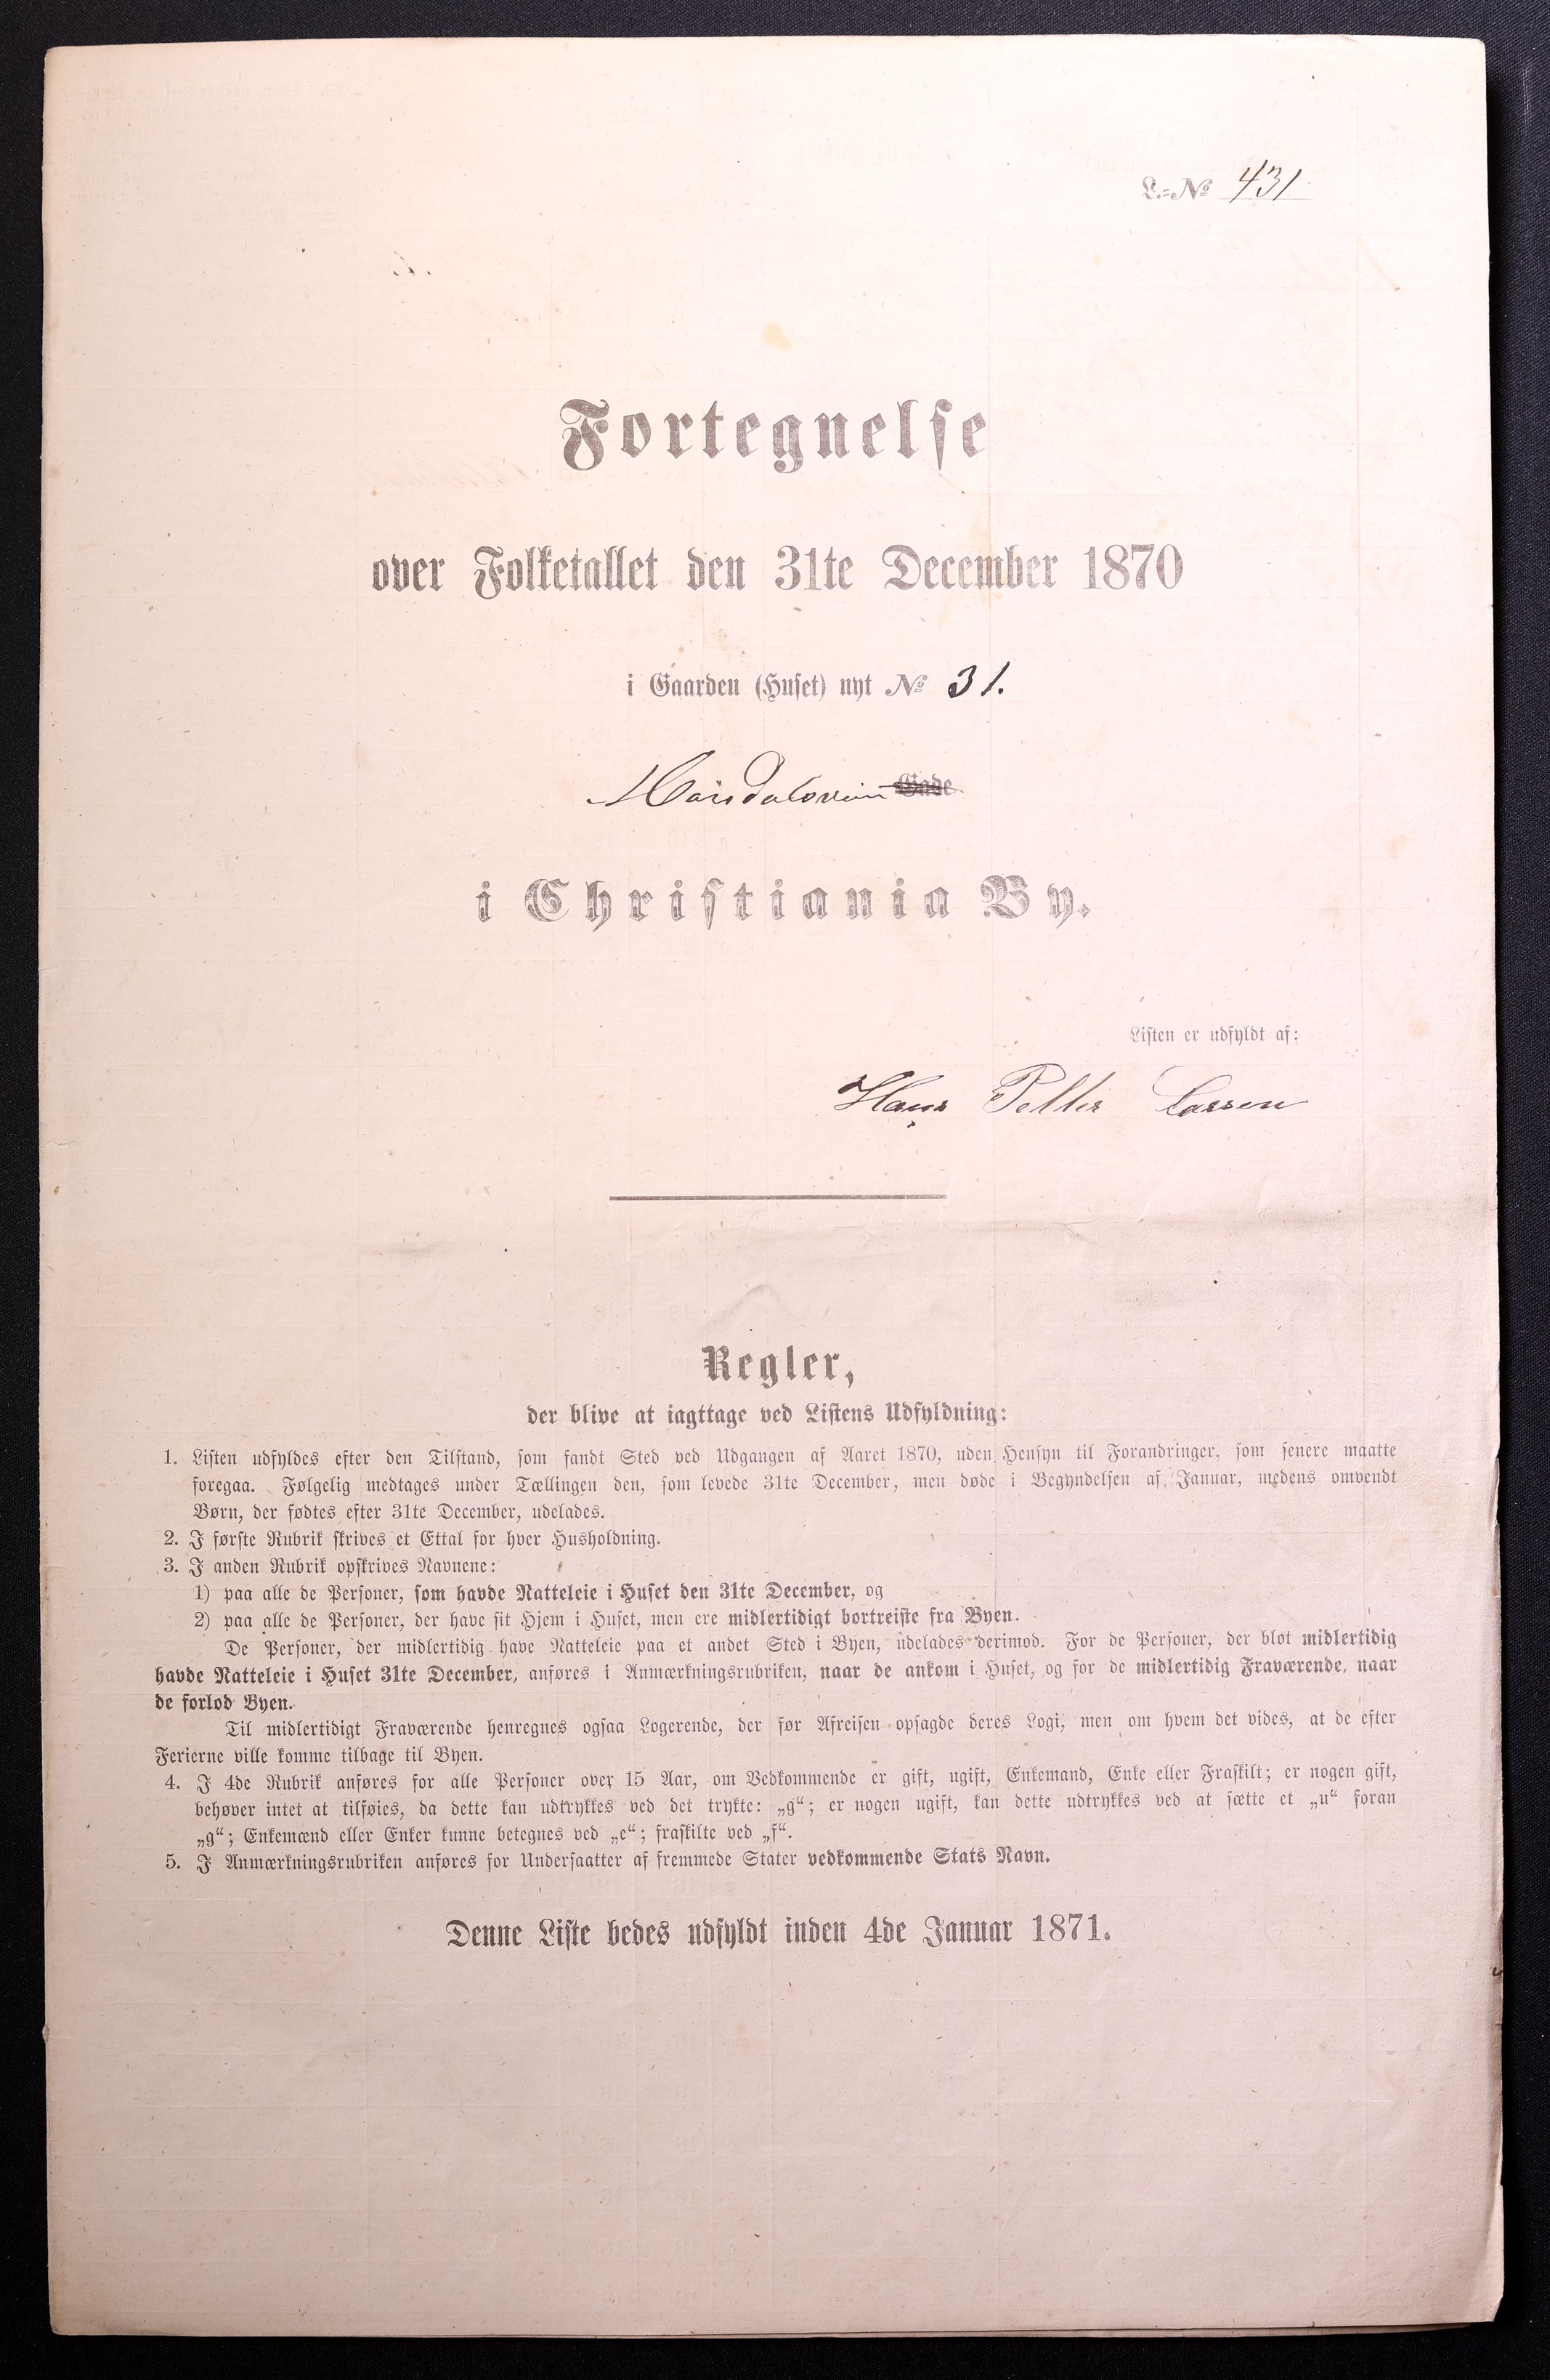 L.-No 431
Fortegnelse
over Folketallet den 31te December 1870
i Gaarden (Huset) nyt No 31.
Gade
i Christiania By.
Listen er udfyldt af:
Hans Petter Larsen
Regler,
der blive at iagttage ved Listens Udfyldning:
1. Listen udfyldes efter den Tilstand, som fandt Sted ved Udgangen af Aaret 1870, uden Hensyn til Forandringer, som senere maatte
foregaa. Følgelig medtages under Tællingen den, som levede 31te December, men døde i Begyndelsen af Januar, medens omvendt
Børn, der fødtes efter 31te December, udelades.
2. I første Rubrik skrives et Ettal for hver Husholdning.
3. I anden Rubrik opskrives Navnene:
1) paa alle de Personer, som havde Natteleie i Huset den 31te December, og
2) paa alle de Personer, der have sit Hjem i Huset, men ere midlertidigt bortreiste fra Byen.
De Personer, der midlertidig have Natteleie paa et andet Sted i Byen, udelades derimod. For de Personer, der blot midlertidig
havde Natteleie i Huset 31te December, anføres i Anmærkningsrubriken, naar de ankom i Huset, og for de midlertidig Fraværende, naar
de forlod Byen.
Til midlertidigt Fraværende henregnes ogsaa Logerende, der før Afreisen opsagde deres Logi, men om hvem det vides, at de efter
Ferierne ville komme tilbage til Byen.
4. I 4de Rubrik anføres for alle Personer over 15 Aar, om Vedkommende er gift, ugift, Enkemand, Enke eller Fraskilt; er nogen gift,
behøver intet at tilføies, da dette kan udtrykkes ved det trykte: „g“; er nogen ugift, kan dette udtrykkes ved at sætte et „u“ foran
„g“; Enkemænd eller Enker kunne betegnes ved „e“; fraskilte ved „f“.
5. I Anmærkningsrubriken anføres for Undersaatter af fremmede Stater vedkommende Stats Navn.
Denne Liste bedes udfyldt inden 4de Januar 1871.